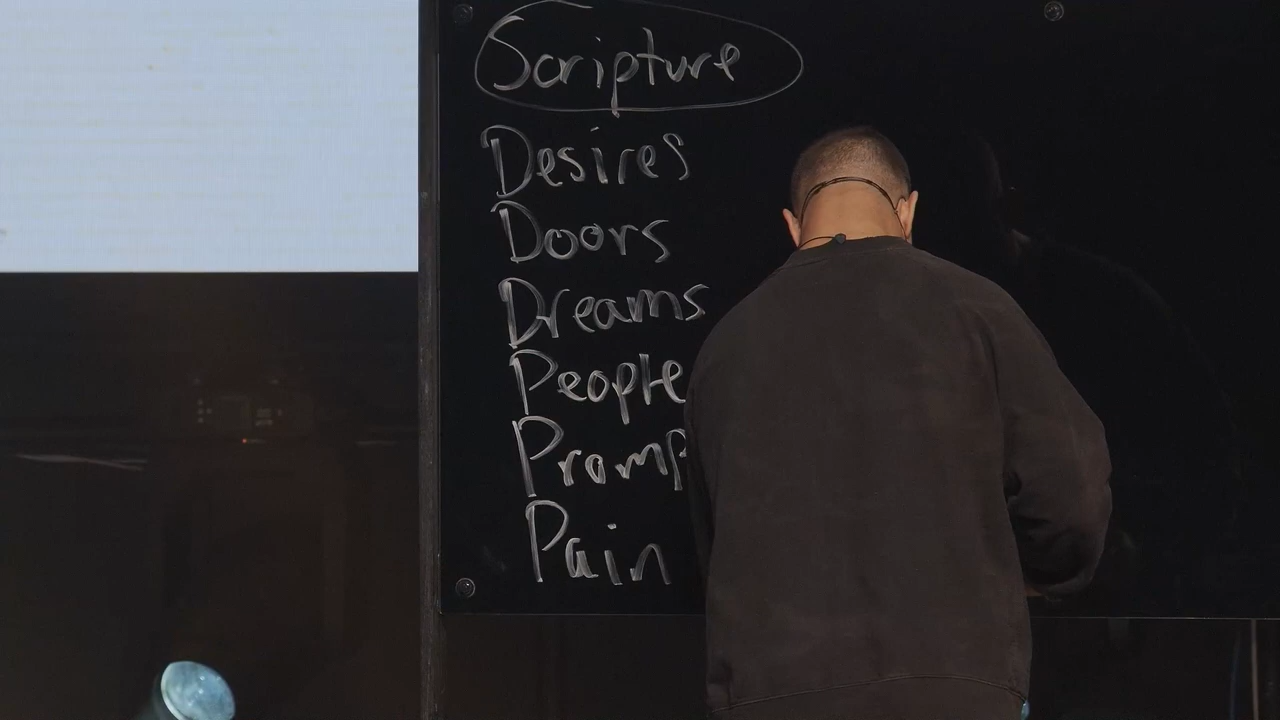 Scripture
Desires
Doors
Dreams
People
Promp
Pain